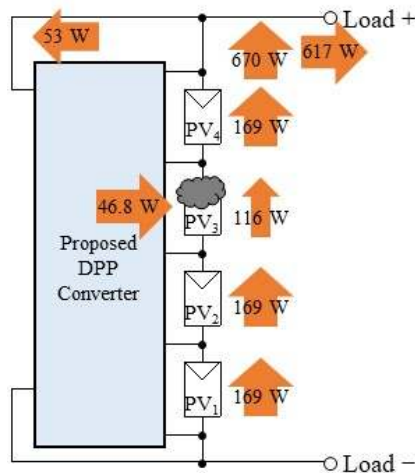 Load +
53 W
670 W
617 W
PV4
169 W
46.8 W
PV3
116 W
Proposed
DPP
Converter
PV2
169 W
PV1
169 W
Load −